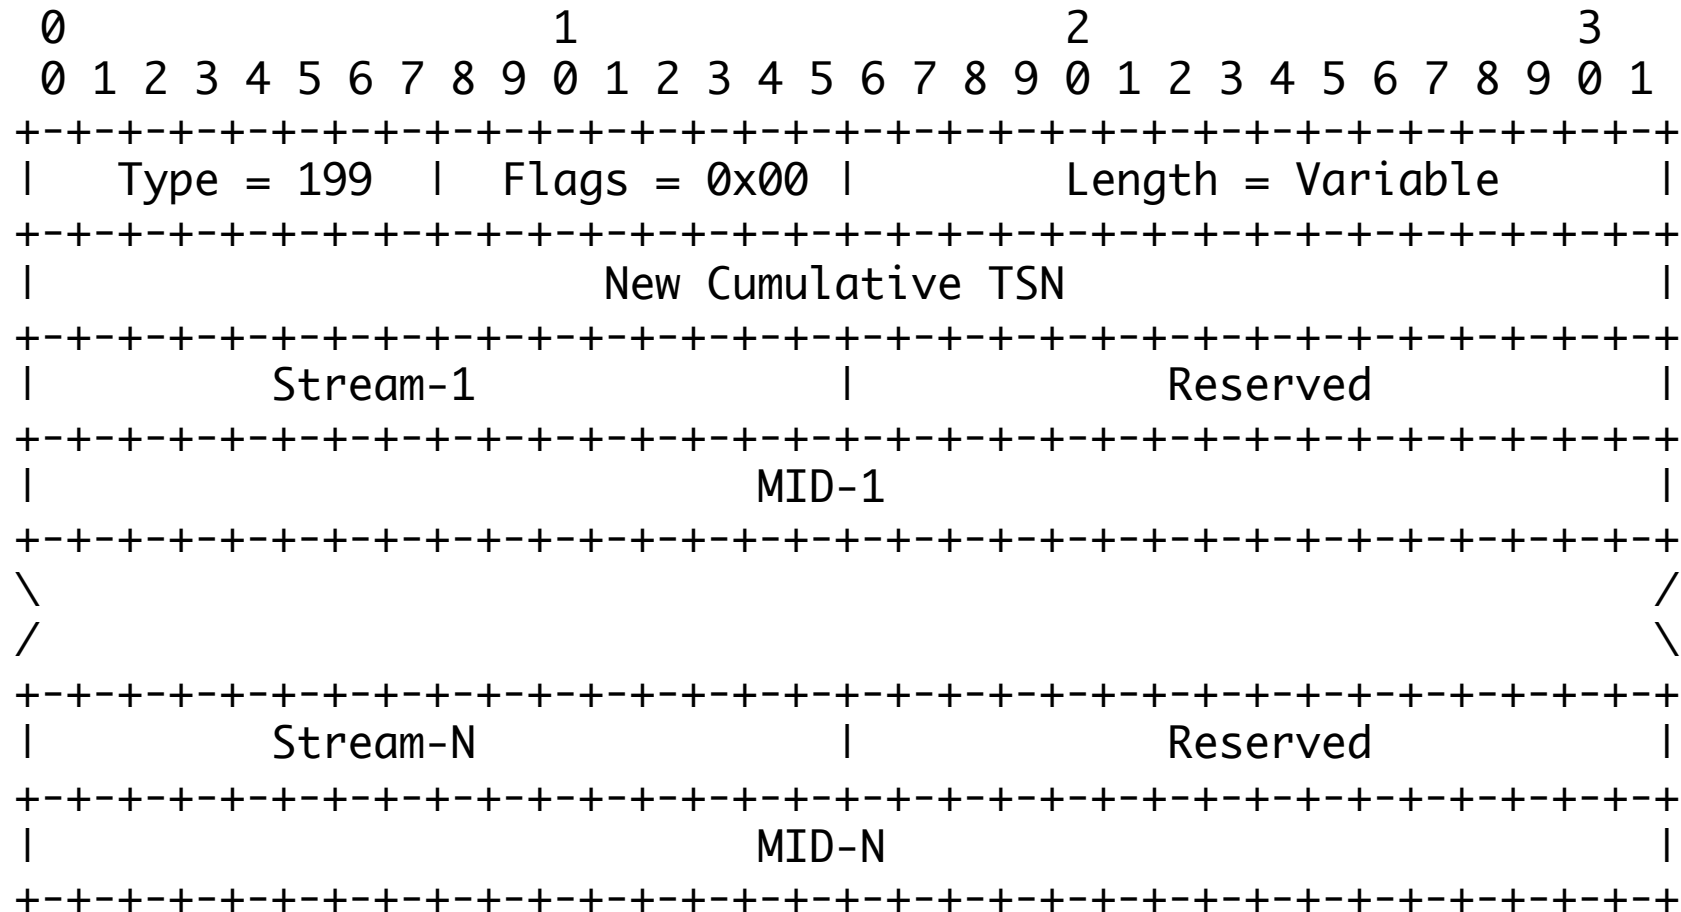 0                   1                   2                   3
 0 1 2 3 4 5 6 7 8 9 0 1 2 3 4 5 6 7 8 9 0 1 2 3 4 5 6 7 8 9 0 1
+-+-+-+-+-+-+-+-+-+-+-+-+-+-+-+-+-+-+-+-+-+-+-+-+-+-+-+-+-+-+-+-+
|   Type = 199  |  Flags = 0x00 |        Length = Variable      |
+-+-+-+-+-+-+-+-+-+-+-+-+-+-+-+-+-+-+-+-+-+-+-+-+-+-+-+-+-+-+-+-+
|                      New Cumulative TSN                       |
+-+-+-+-+-+-+-+-+-+-+-+-+-+-+-+-+-+-+-+-+-+-+-+-+-+-+-+-+-+-+-+-+
|         Stream-1              |            Reserved           |
+-+-+-+-+-+-+-+-+-+-+-+-+-+-+-+-+-+-+-+-+-+-+-+-+-+-+-+-+-+-+-+-+
|                            MID-1                              |
+-+-+-+-+-+-+-+-+-+-+-+-+-+-+-+-+-+-+-+-+-+-+-+-+-+-+-+-+-+-+-+-+
\                                                               /
/                                                               \
+-+-+-+-+-+-+-+-+-+-+-+-+-+-+-+-+-+-+-+-+-+-+-+-+-+-+-+-+-+-+-+-+
|         Stream-N              |            Reserved           |
+-+-+-+-+-+-+-+-+-+-+-+-+-+-+-+-+-+-+-+-+-+-+-+-+-+-+-+-+-+-+-+-+
|                            MID-N                              |
+-+-+-+-+-+-+-+-+-+-+-+-+-+-+-+-+-+-+-+-+-+-+-+-+-+-+-+-+-+-+-+-+